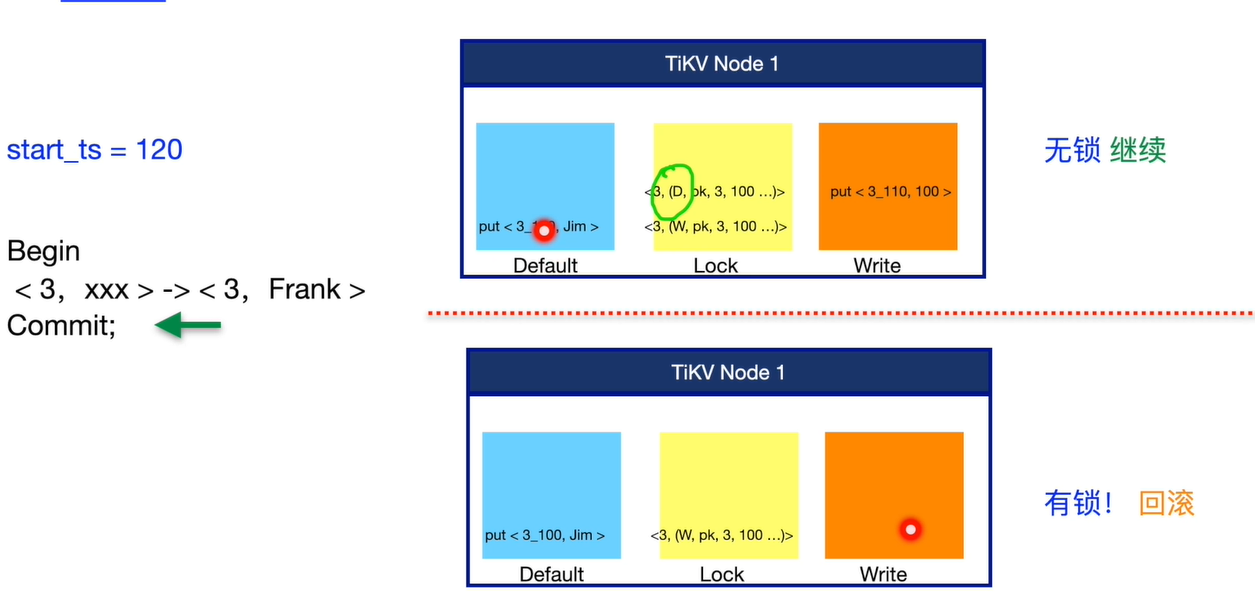 start_ts = 120
Begin
< 3, xxx > -> < 3, Frank >
Commit;
TiKV Node 1
<3, (D, pk, 3, 100 ...)>
put < 3_110, 100 >
put < 3_1 , Jim >
<3, (W, pk, 3, 100 ...)>
Default
Lock
Write
无锁 继续
TiKV Node 1
put < 3_100, Jim >
<3, (W, pk, 3, 100 ...)>
Default
Lock
Write
有锁! 回滚